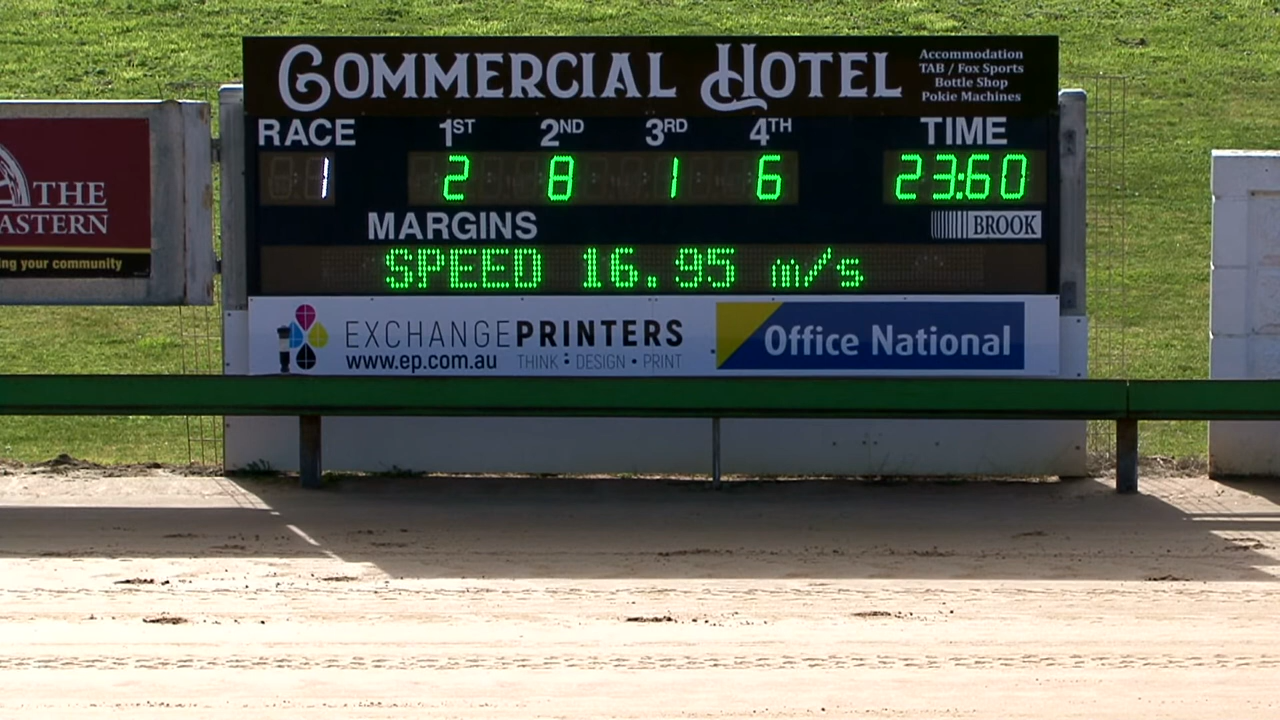 COMMERCIAL HOTEL
Accommodation
TAB / Fox Sports
Bottle Shop
Pokie Machines
RACE 1ST 2ND 3RD 4TH TIME
1 2 8 1 6 23:60
MARGINS
BROOK
SPEED 16.95 m/s
THE
ASTERN
ng your community
EXCHANGEPRINTERS
www.ep.com.au THINK : DESIGN • PRINT
Office National